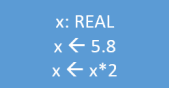 x: REAL
x ← 5.8
x ← x*2